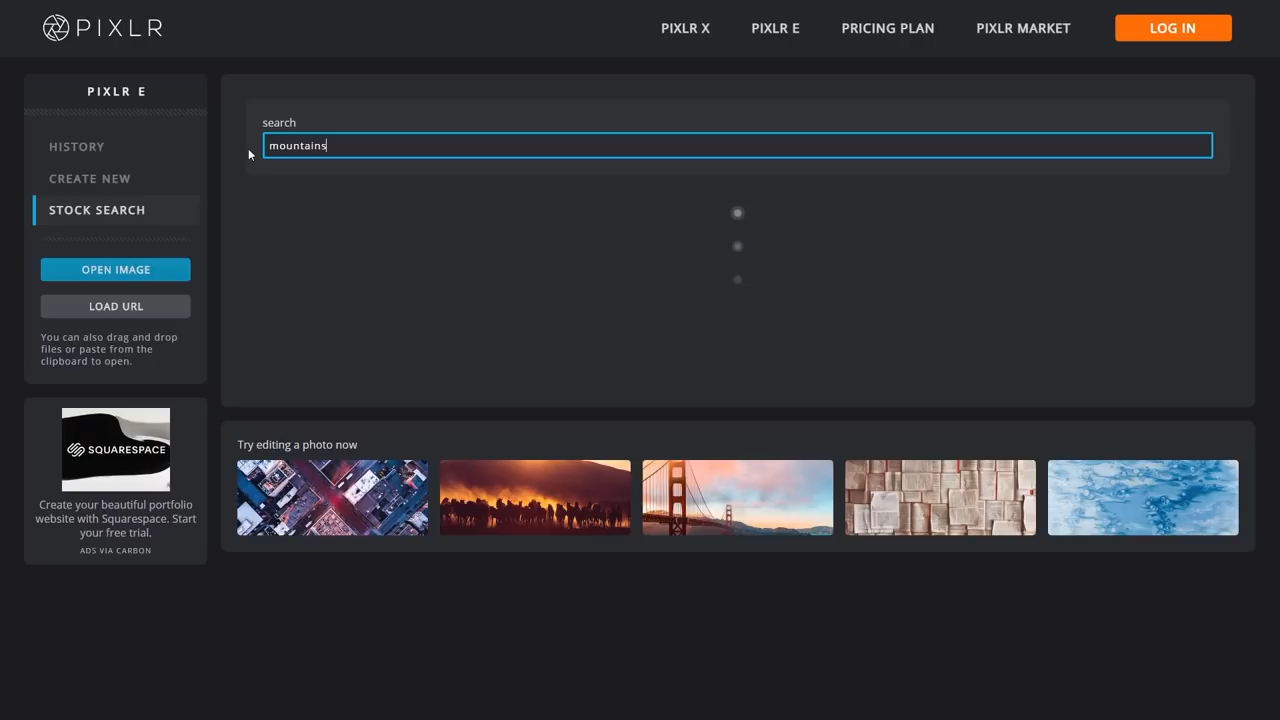 PIXLR
PIXLR X
PIXLR E
PRICING PLAN
PIXLR MARKET
LOG IN
PIXLR E
HISTORY
CREATE NEW
STOCK SEARCH
OPEN IMAGE
LOAD URL
You can also drag and drop
files or paste from the
clipboard to open.
SQUARESPACE
Create your beautiful portfolio
website with Squarespace. Start
your free trial.
ADS VIA CARBON
search
mountains
Try editing a photo now